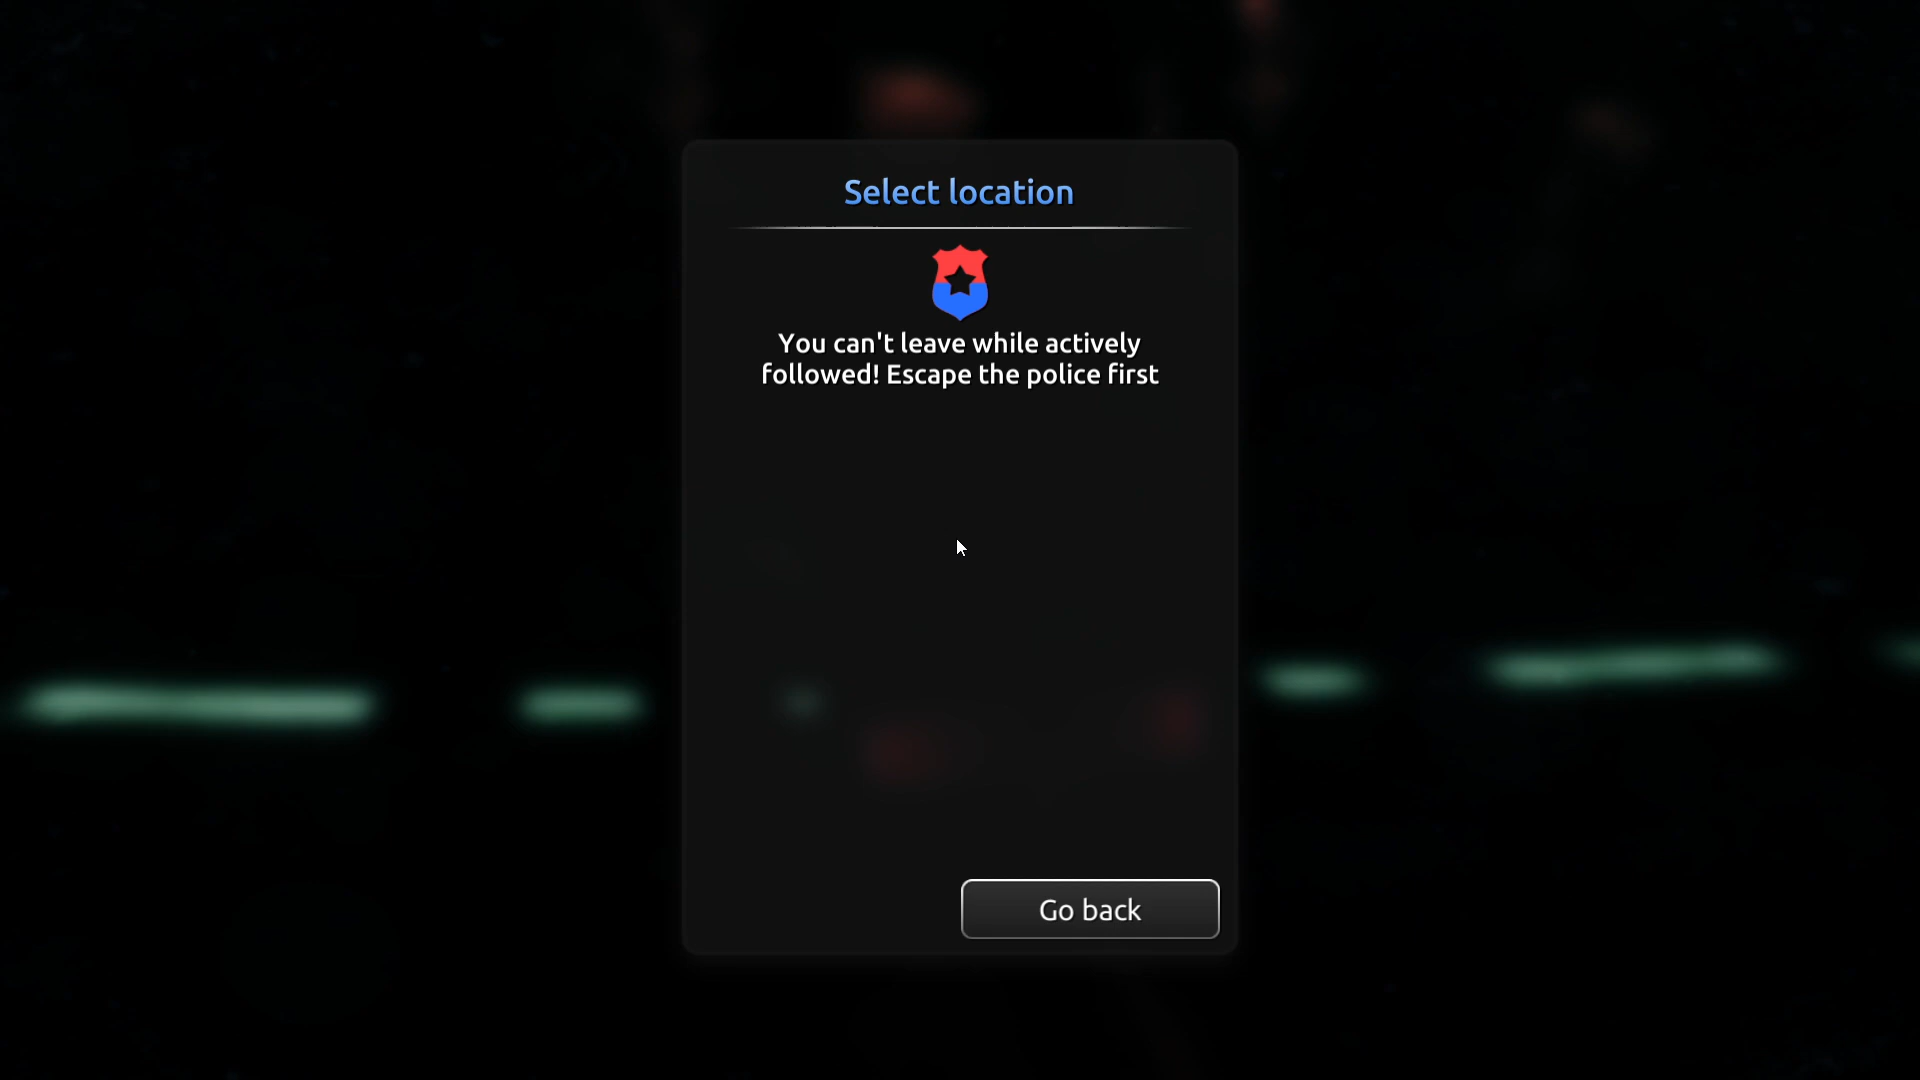 Select location
You can't leave while actively
followed! Escape the police first
Go back